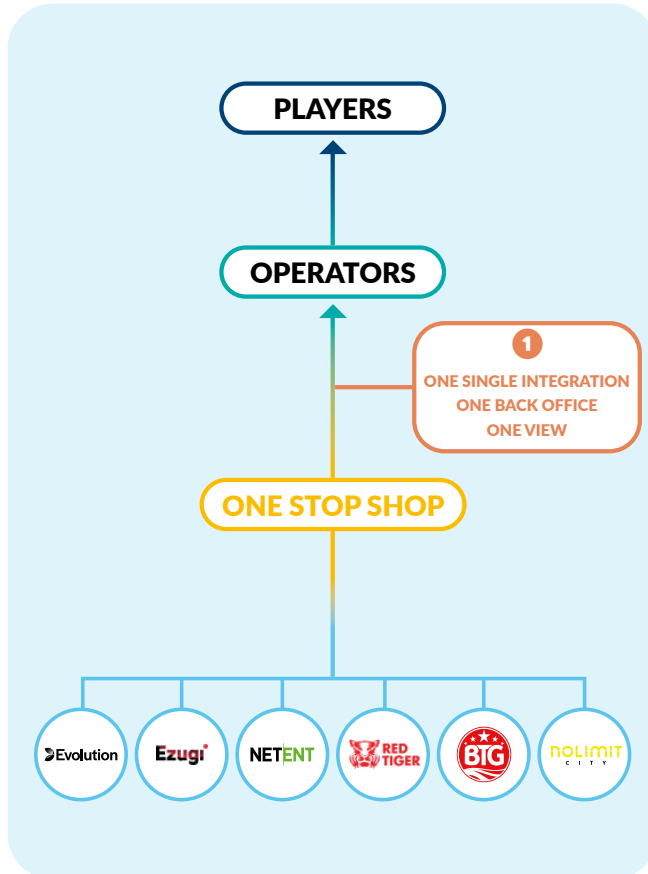 PLAYERS
OPERATORS
1
ONE SINGLE INTEGRATION
ONE BACK OFFICE
ONE VIEW
ONE STOP SHOP
Evolution
Ezugi
NETENT
RED
TIGER
BTG
NOLIMIT
CITY